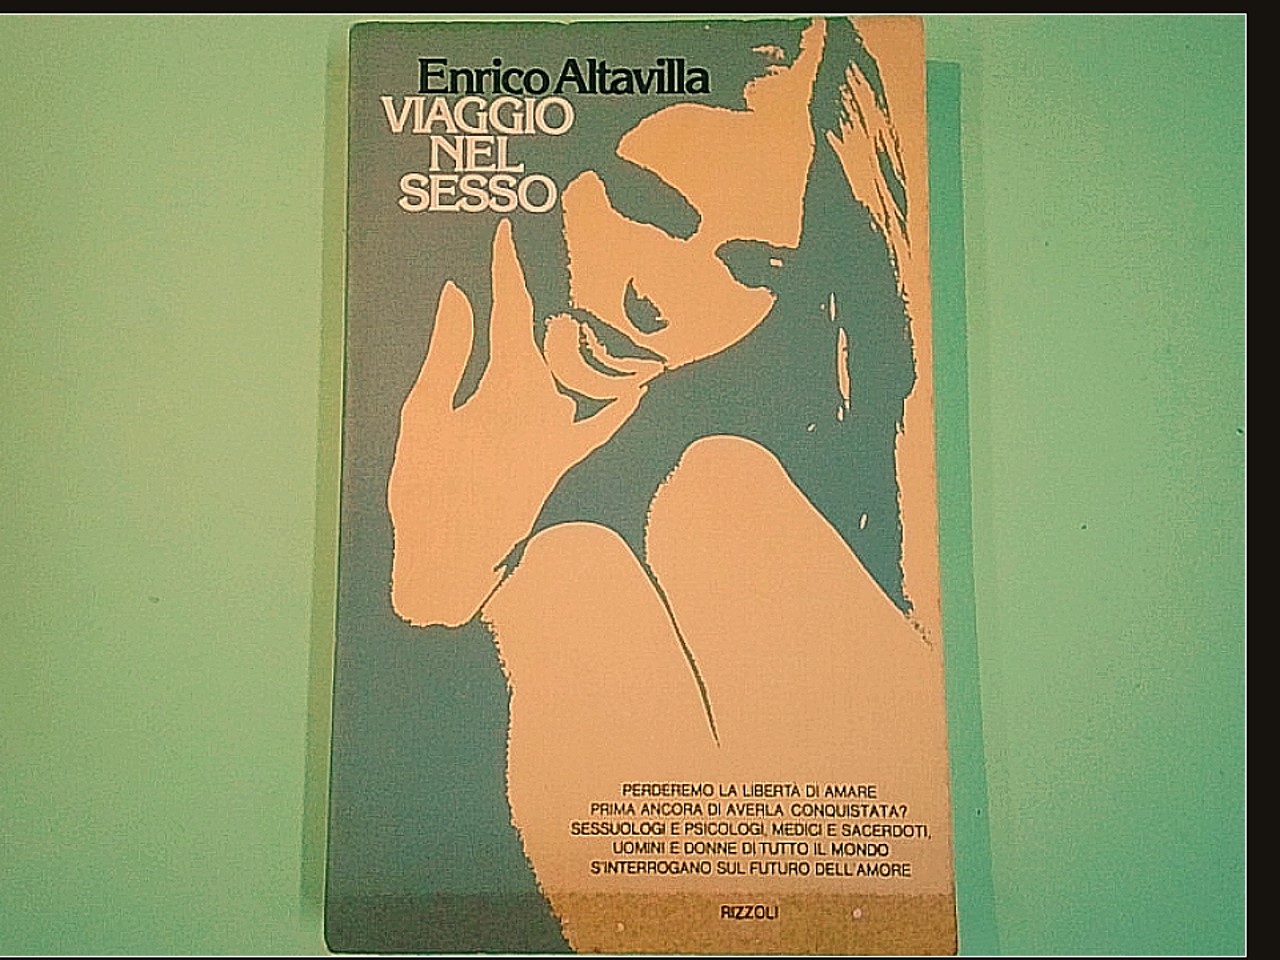 Enrico Altavilla
VIAGGIO
NEL
SESSO
PERDEREMO LA LIBERTÀ DI AMARE
PRIMA ANCORA DI AVERLA CONQUISTATA?
SESSUOLOGI E PSICOLOGI, MEDICI E SACERDOTI,
UOMINI E DONNE DI TUTTO IL MONDO
S'INTERROGANO SUL FUTURO DELL'AMORE
RIZZOLI